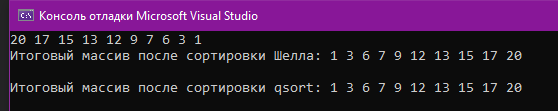 Консоль отладки Microsoft Visual Studio
20 17 15 13 12 9 7 6 3 1
Итоговый массив после сортировки Шелла: 1 3 6 7 9 12 13 15 17 20
Итоговый массив после сортировки qsort: 1 3 6 7 9 12 13 15 17 20